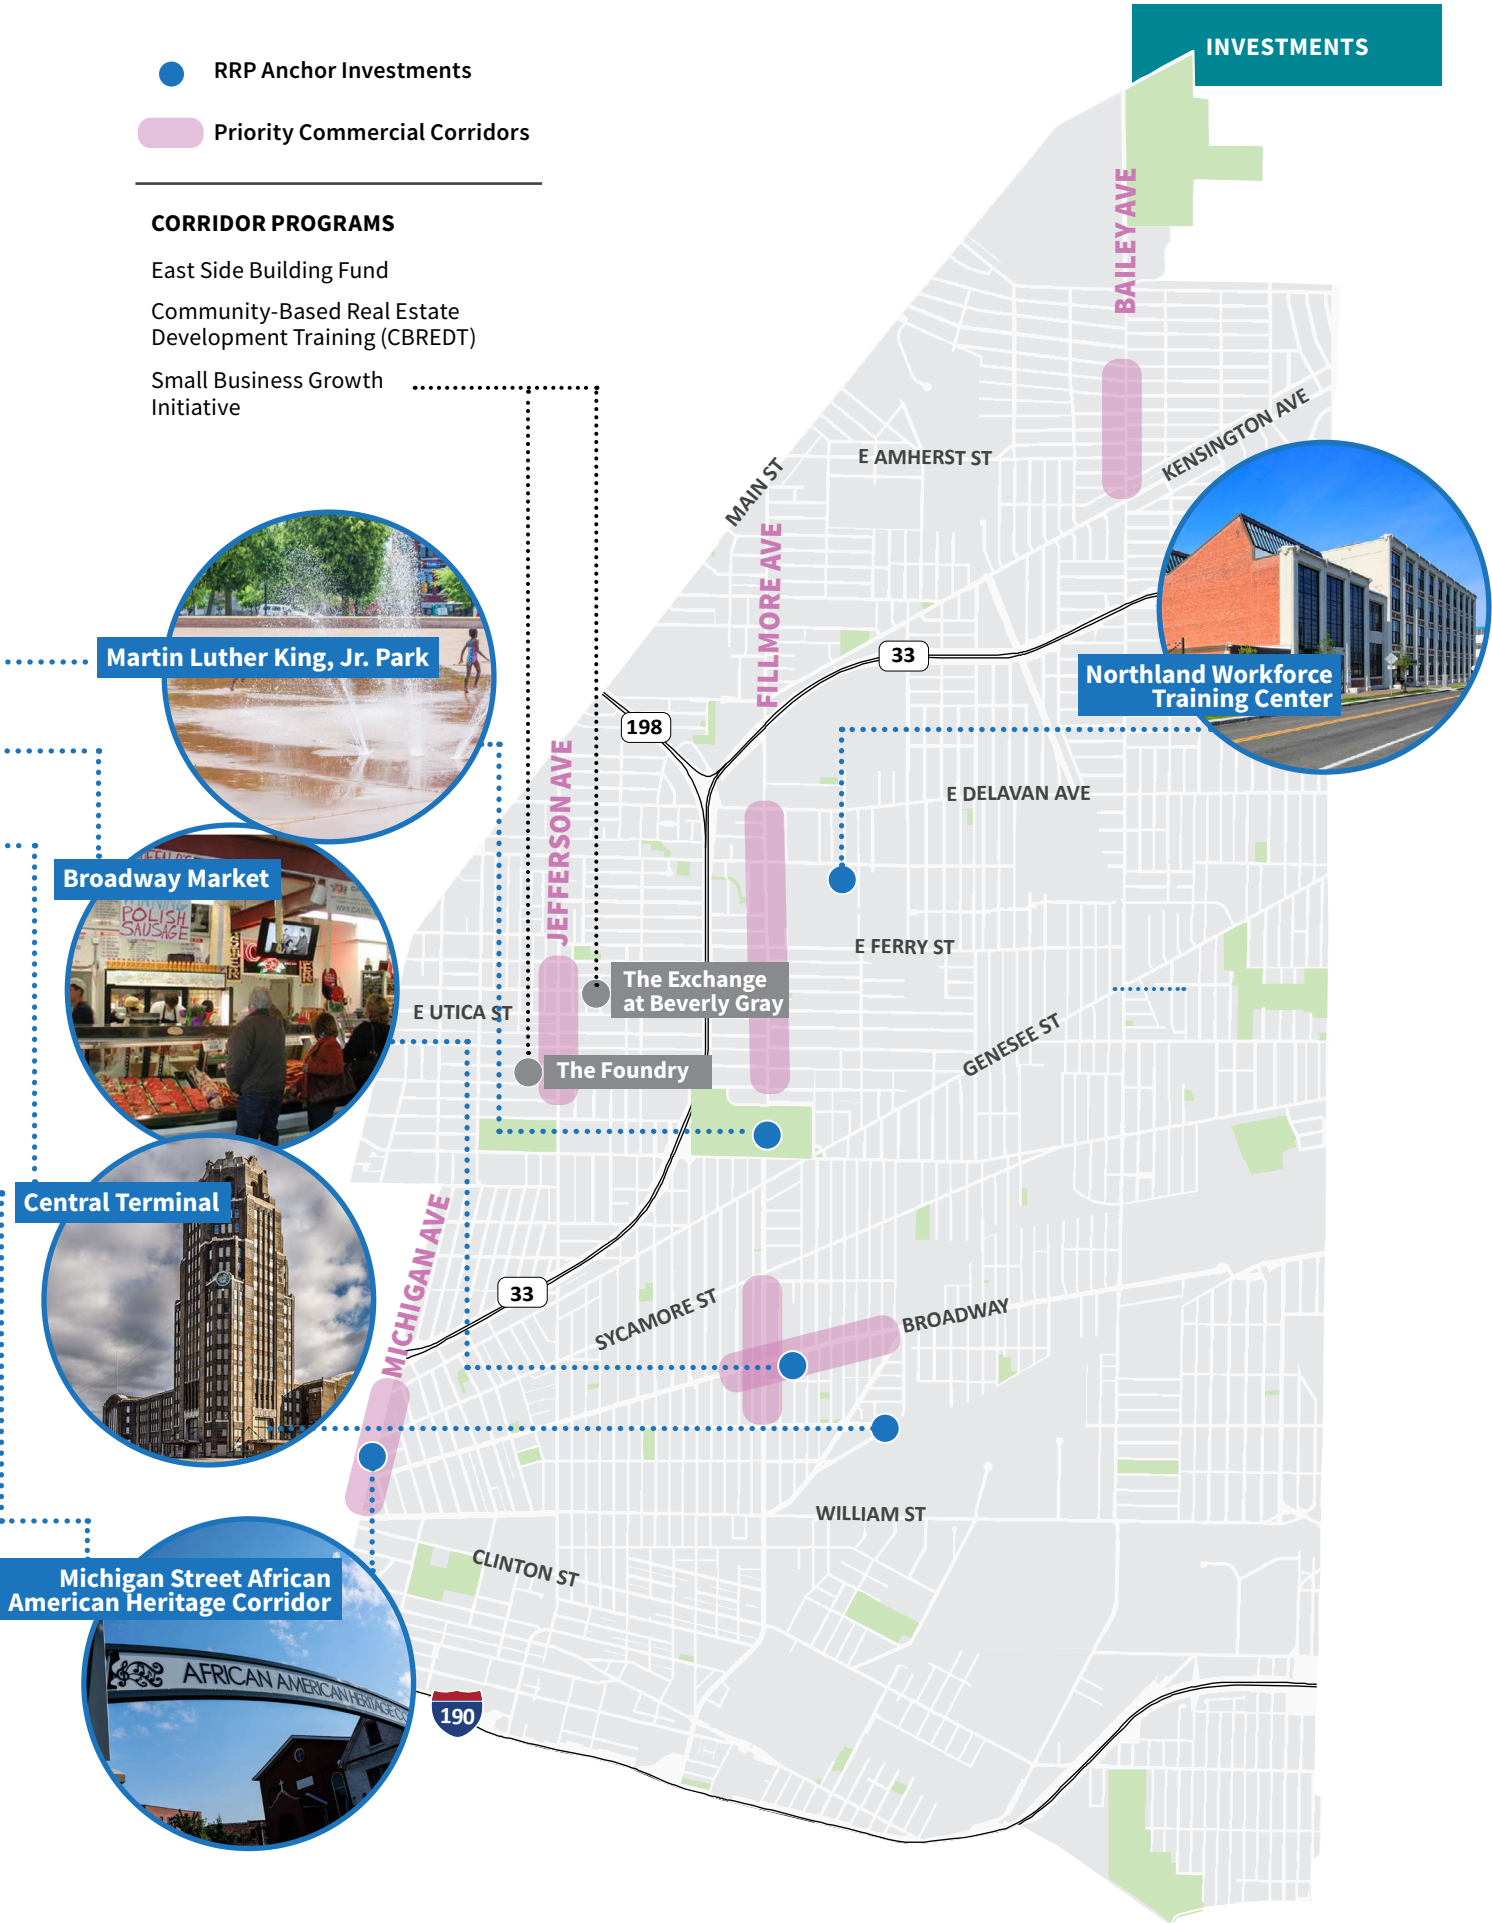 INVESTMENTS
RRP Anchor Investments
Priority Commercial Corridors
CORRIDOR PROGRAMS
East Side Building Fund
Community-Based Real Estate
Development Training (CBREDT)
Small Business Growth
Initiative
BAILEY AVE
KENSINGTON AVE
E AMHERST ST
MAIN ST
FILLMORE AVE
33
198
Martin Luther King, Jr. Park
Northland Workforce
Training Center
JEFFERSON AVE
E DELAVAN AVE
Broadway Market
POLISH
SAUSAGE
E FERRY ST
The Exchange
at Beverly Gray
E UTICA ST
GENESEE ST
The Foundry
Central Terminal
MICHIGAN AVE
33
SYCAMORE ST
BROADWAY
WILLIAM ST
CLINTON ST
Michigan Street African
American Heritage Corridor
AFRICAN AMERICAN HERITAGE CO
190